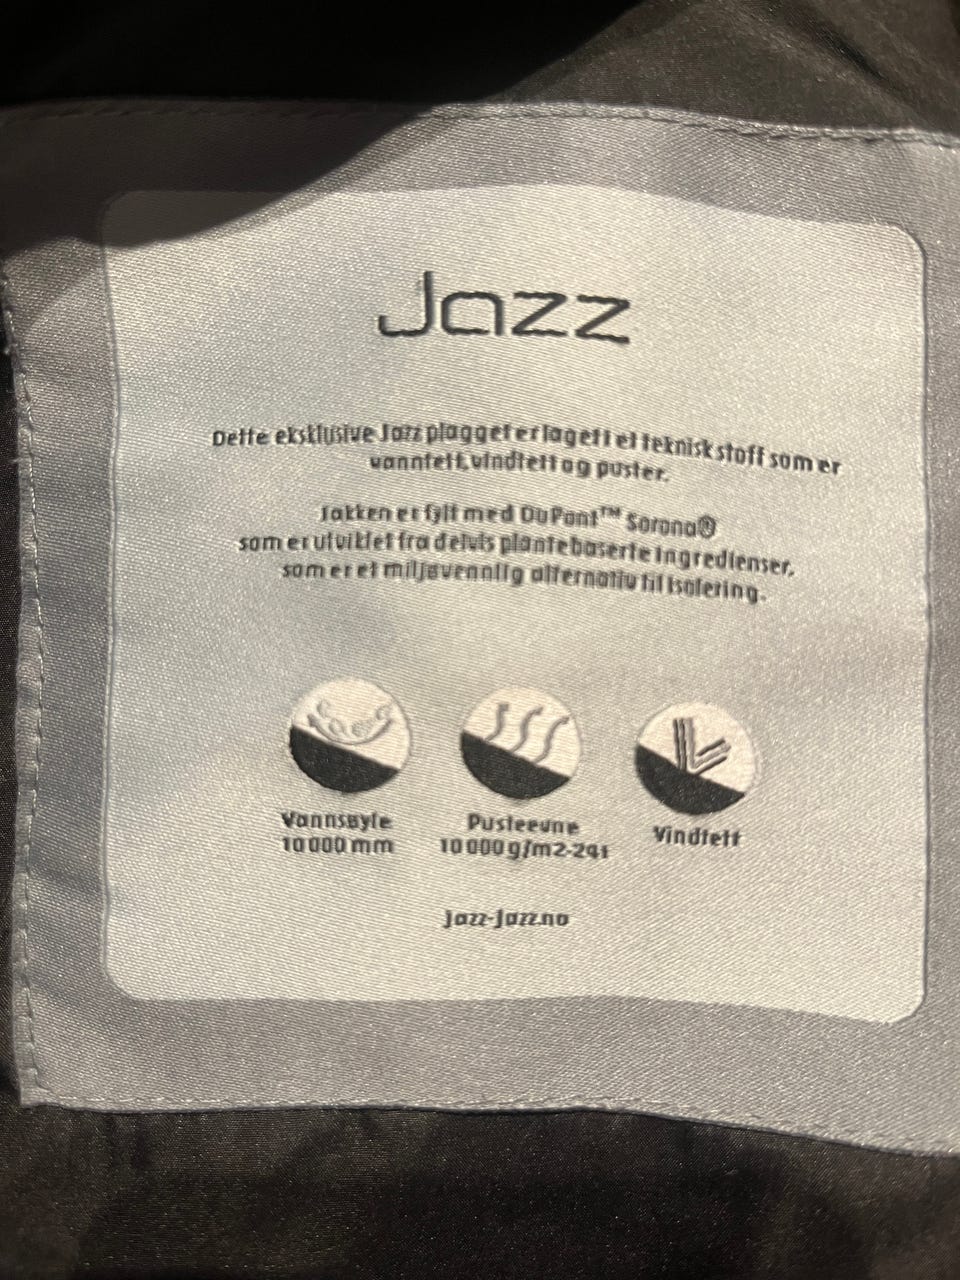 Jazz
Dette eksklusive Jazz plagget er laget i et teknisk stoff som er
vanntett, vindtett og puster.
Jakken er fylt med DuPont™ Sorona®
som er utviklet fra delvis plantebaserte ingredienser,
som er et miljøvennlig alternativ til isolering.
Vannsøyle
10 000 mm
Pusteevne
10 000 g/m2-24t
Vindtett
Jazz-Jazz.no